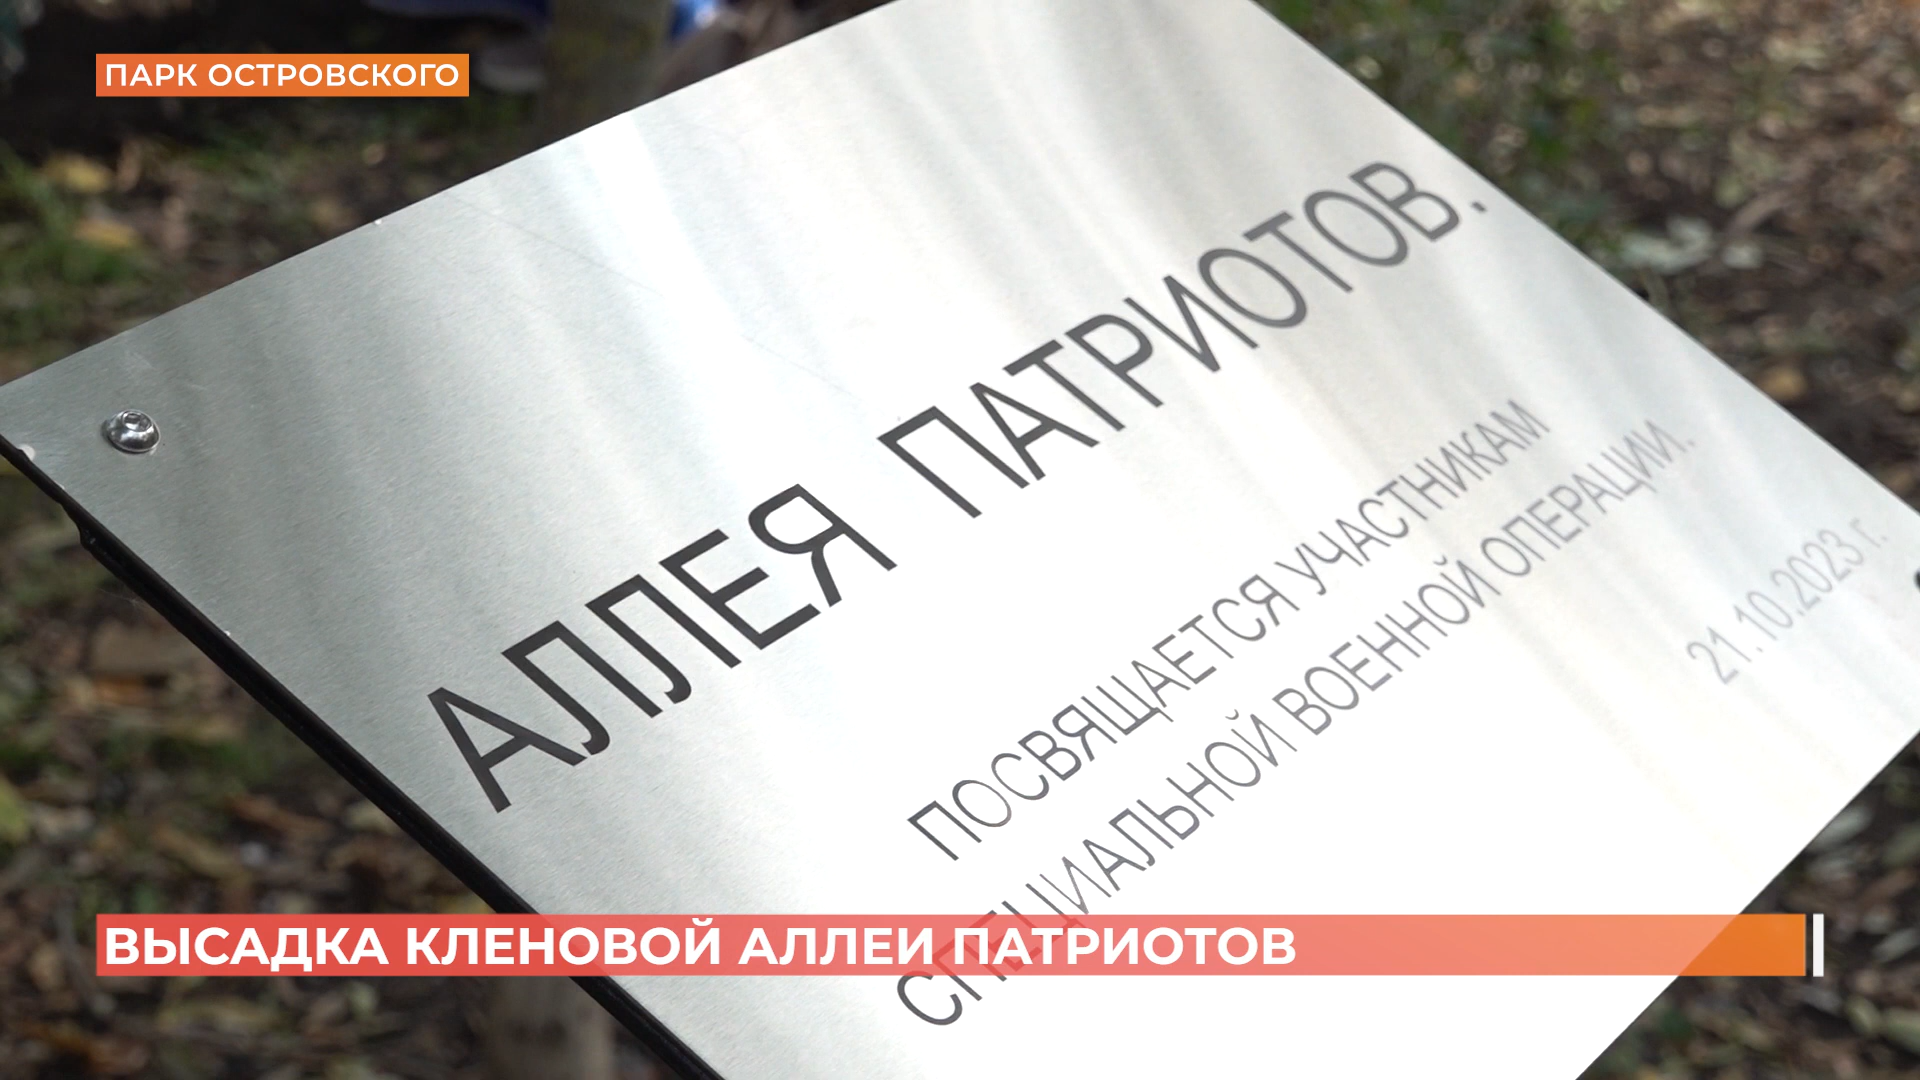 ПАРК ОСТРОВСКОГО
АЛЛЕЯ ПАТРИОТОВ.
ПОСВЯЩАЕТСЯ УЧАСТНИКАМ
СПЕЦИАЛЬНОЙ ВОЕННОЙ ОПЕРАЦИИ.
21.10.2023 г.
ВЫСАДКА КЛЕНОВОЙ АЛЛЕИ ПАТРИОТОВ